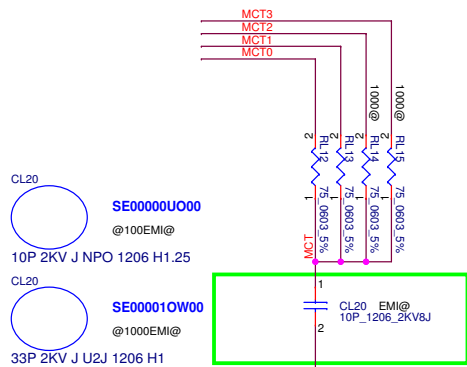 MCT3
MCT2
MCT1
MCT0
1000@
1000@
2
2
2
2
RL12
RL13
RL14
RL15
1
1
1
1
75_0603_5%
75_0603_5%
75_0603_5%
75_0603_5%
MCT
CL20
SE00000UO00
@100EMI@
10P 2KV J NPO 1206 H1.25
CL20
SE00001OW00
@1000EMI@
33P 2KV J U2J 1206 H1
1
CL20 EMI@
10P_1206_2KV8J
2